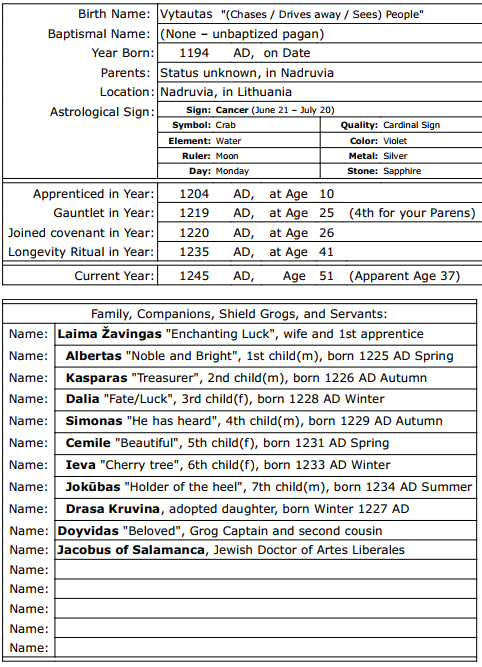 Birth Name: Vytautas "(Chases / Drives away / Sees) People"
Baptismal Name: (None – unbaptized pagan)
Year Born: 1194 AD, on Date
Parents: Status unknown, in Nadruvia
Location: Nadruvia, in Lithuania
Astrological Sign: Sign: Cancer (June 21 – July 20)
Symbol: Crab Quality: Cardinal Sign
Element: Water Color: Violet
Ruler: Moon Metal: Silver
Day: Monday Stone: Sapphire
Apprenticed in Year: 1204 AD, at Age 10
Gauntlet in Year: 1219 AD, at Age 25 (4th for your Parens)
Joined covenant in Year: 1220 AD, at Age 26
Longevity Ritual in Year: 1235 AD, at Age 41
Current Year: 1245 AD, Age 51 (Apparent Age 37)
Family, Companions, Shield Grogs, and Servants:
Name: Laima Žavingas "Enchanting Luck", wife and 1st apprentice
Name: Albertas "Noble and Bright", 1st child(m), born 1225 AD Spring
Name: Kasparas "Treasurer", 2nd child(m), born 1226 AD Autumn
Name: Dalia "Fate/Luck", 3rd child(f), born 1228 AD Winter
Name: Simonas "He has heard", 4th child(m), born 1229 AD Autumn
Name: Cemile "Beautiful", 5th child(f), born 1231 AD Spring
Name: Ieva "Cherry tree", 6th child(f), born 1233 AD Winter
Name: Jokūbas "Holder of the heel", 7th child(m), born 1234 AD Summer
Name: Drasa Kruvina, adopted daughter, born Winter 1227 AD
Name: Doyvidas "Beloved", Grog Captain and second cousin
Name: Jacobus of Salamanca, Jewish Doctor of Artes Liberales
Name:
Name:
Name:
Name:
Name: